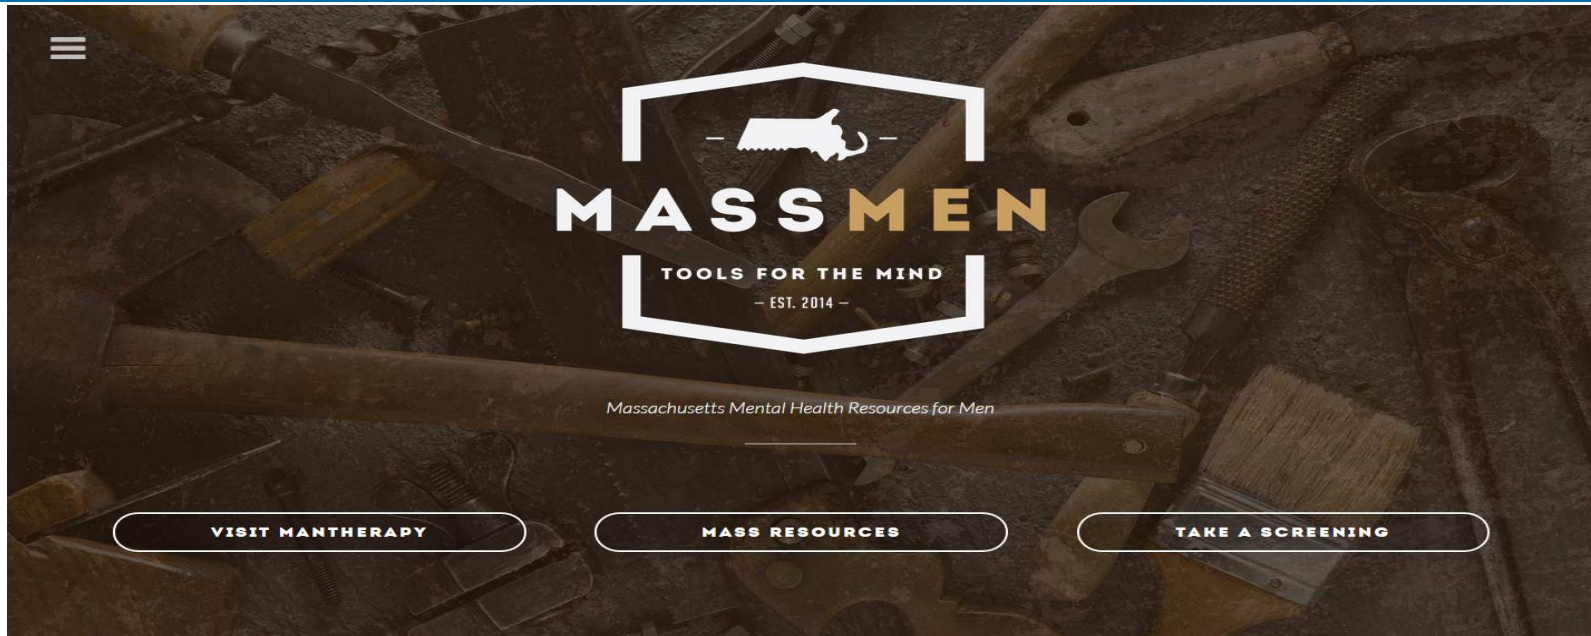 MASSMEN
TOOLS FOR THE MIND
– EST. 2014 –
Massachusetts Mental Health Resources for Men
VISIT MANTHERAPY
MASS RESOURCES
TAKE A SCREENING